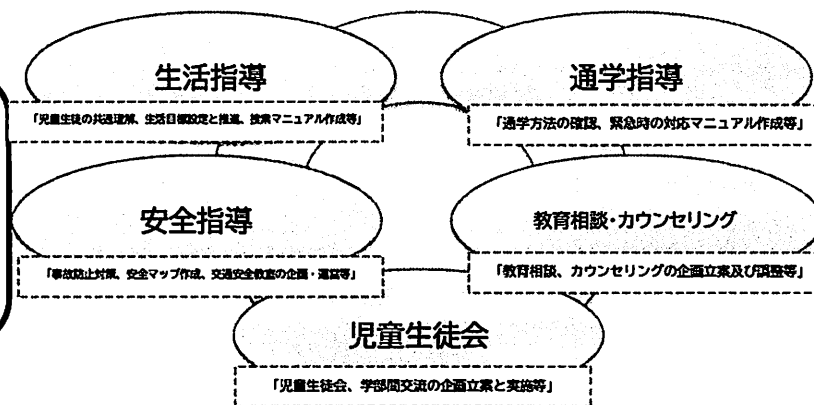 生活指導
「児童生徒の共通理解、生活目標設定と推進、捜索マニュアル作成等」
通学指導
「通学方法の確認、緊急時の対応マニュアル作成等」
安全指導
「事故防止対策、安全マップ作成、交通安全教室の企画・運営等」
教育相談・カウンセリング
「教育相談、カウンセリングの企画立案及び調整等」
児童生徒会
「児童生徒会、学部間交流の企画立案と実施等」